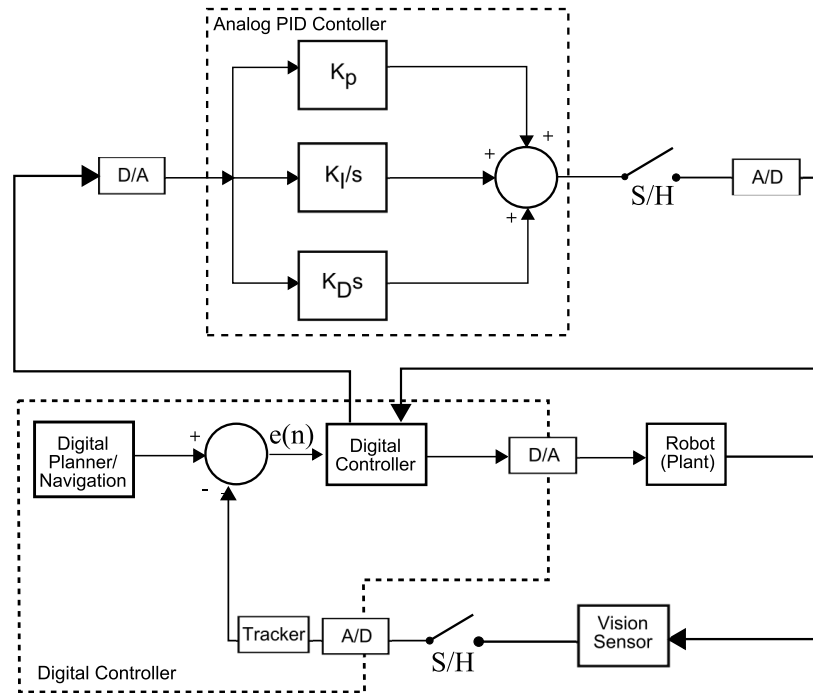 Analog PID Contoller
Kp
D/A
KI/s
+
+
+
S/H
A/D
KDs
Digital
Planner/
Navigation
+
-
e(n)
Digital
Controller
D/A
Robot
(Plant)
Tracker
A/D
S/H
Vision
Sensor
Digital Controller